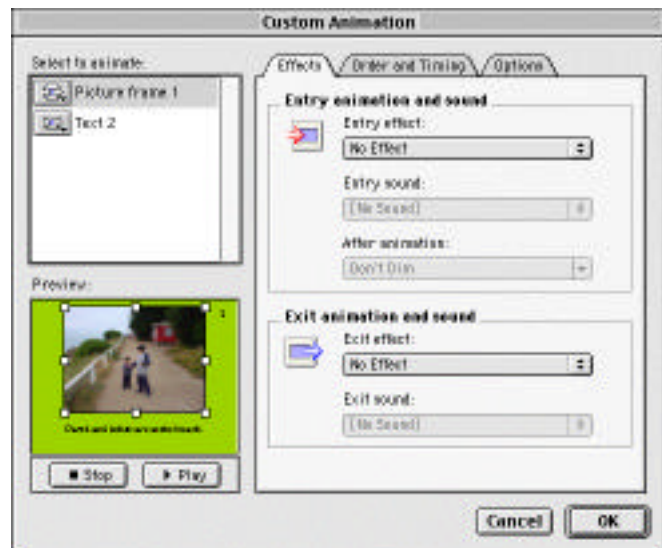 Custom Animation
Select to animate:
Picture frame 1
Text 2
Preview:
1
Stop
Play
Effects
Order and Timing
Options
Entry animation and sound
Entry effect:
No Effect
Entry sound:
[No Sound]
After animation:
Don't Dim
Exit animation and sound
Exit effect:
No Effect
Exit sound:
[No Sound]
Cancel
OK